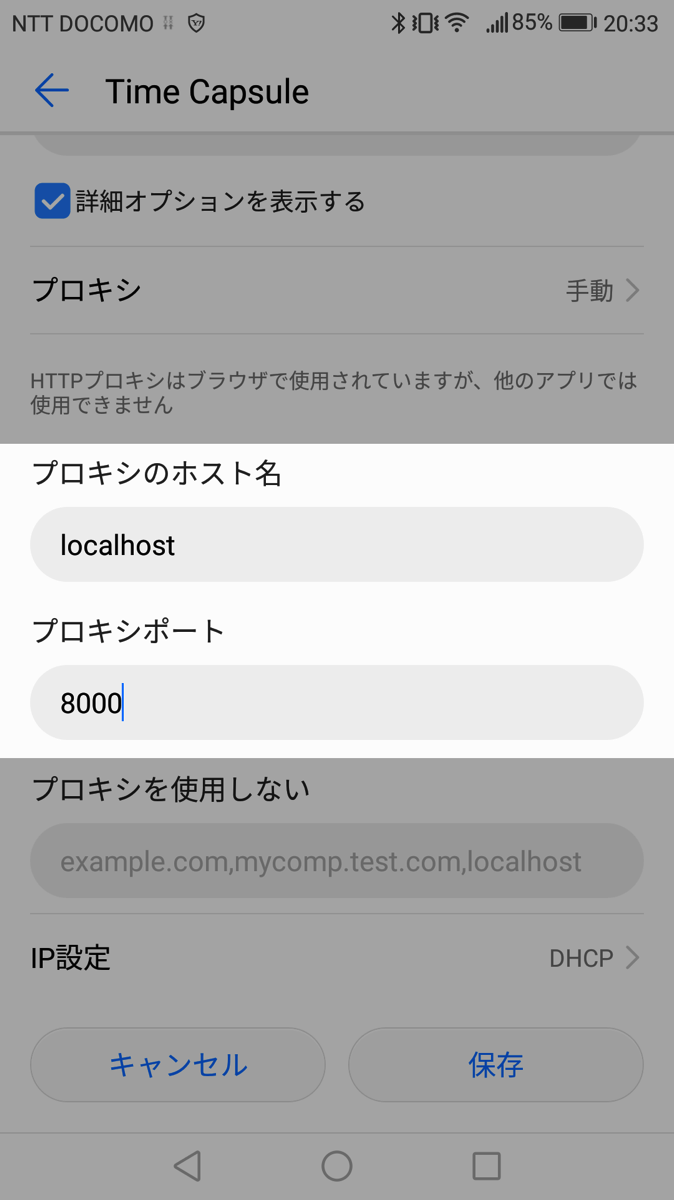 NTT DOCOMO
85% 20:33
Time Capsule
詳細オプションを表示する
プロキシ 手動
HTTPプロキシはブラウザで使用されていますが、他のアプリでは
使用できません
プロキシのホスト名
localhost
プロキシポート
8000
プロキシを使用しない
example.com,mycomp.test.com,localhost
IP設定 DHCP
キャンセル 保存